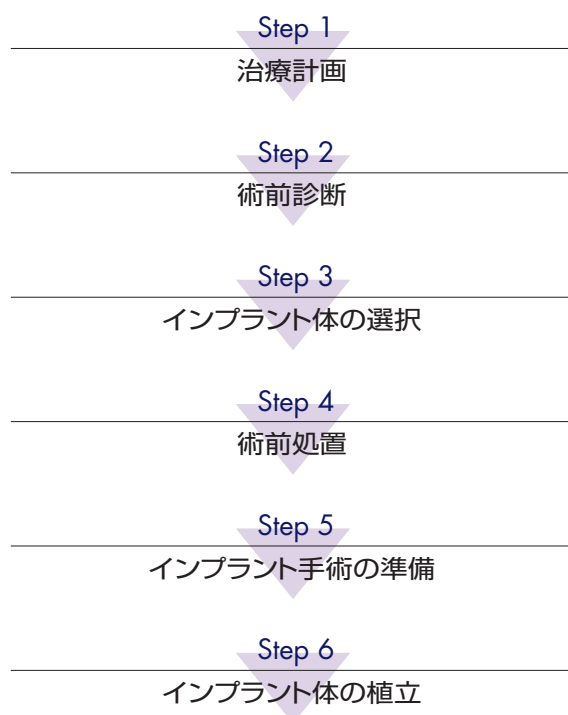 Step 1
治療計画
Step 2
術前診断
Step 3
インプラント体の選択
Step 4
術前処置
Step 5
インプラント手術の準備
Step 6
インプラント体の植立